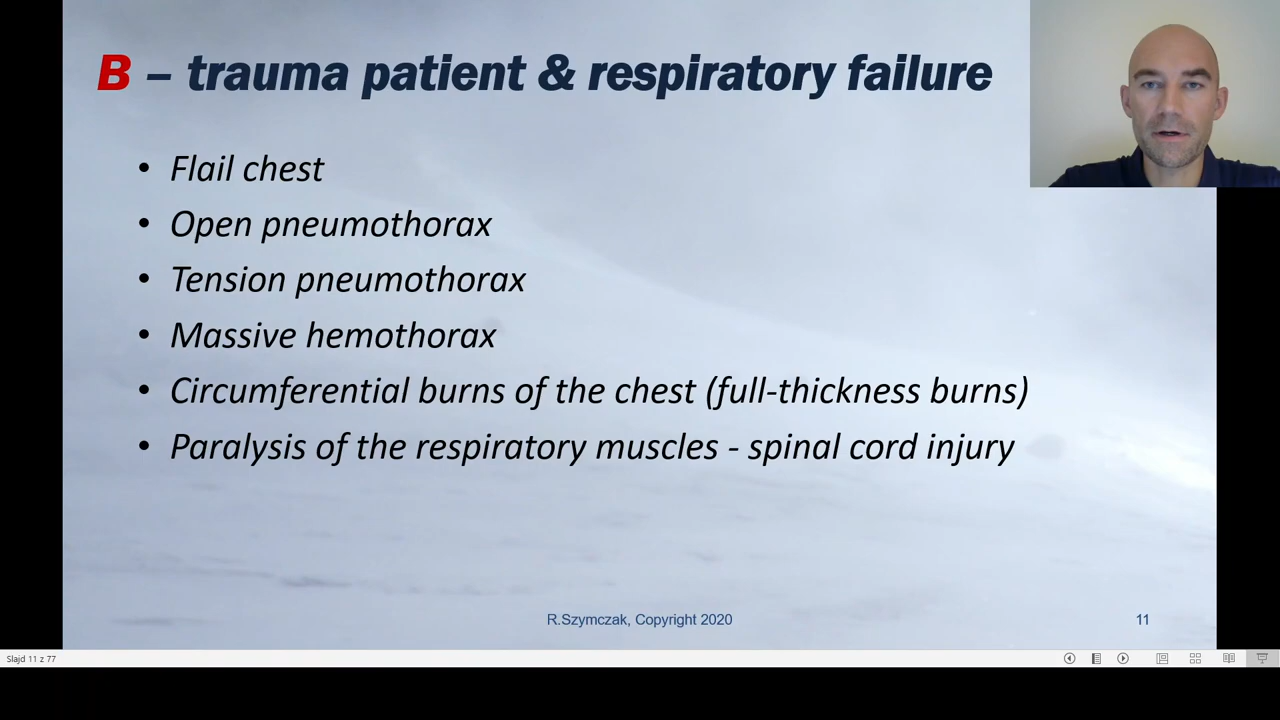 B – trauma patient & respiratory failure
• Flail chest
• Open pneumothorax
• Tension pneumothorax
• Massive hemothorax
• Circumferential burns of the chest (full-thickness burns)
• Paralysis of the respiratory muscles - spinal cord injury
R.Szymczak, Copyright 2020
11
Slajd 11 z 77